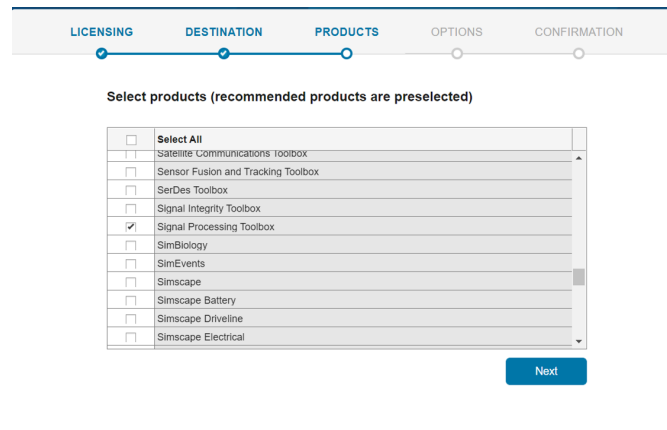 LICENSING DESTINATION PRODUCTS OPTIONS CONFIRMATION
Select products (recommended products are preselected)
Select All
Satellite Communications Toolbox
Sensor Fusion and Tracking Toolbox
SerDes Toolbox
Signal Integrity Toolbox
Signal Processing Toolbox
SimBiology
SimEvents
Simscape
Simscape Battery
Simscape Driveline
Simscape Electrical
Next